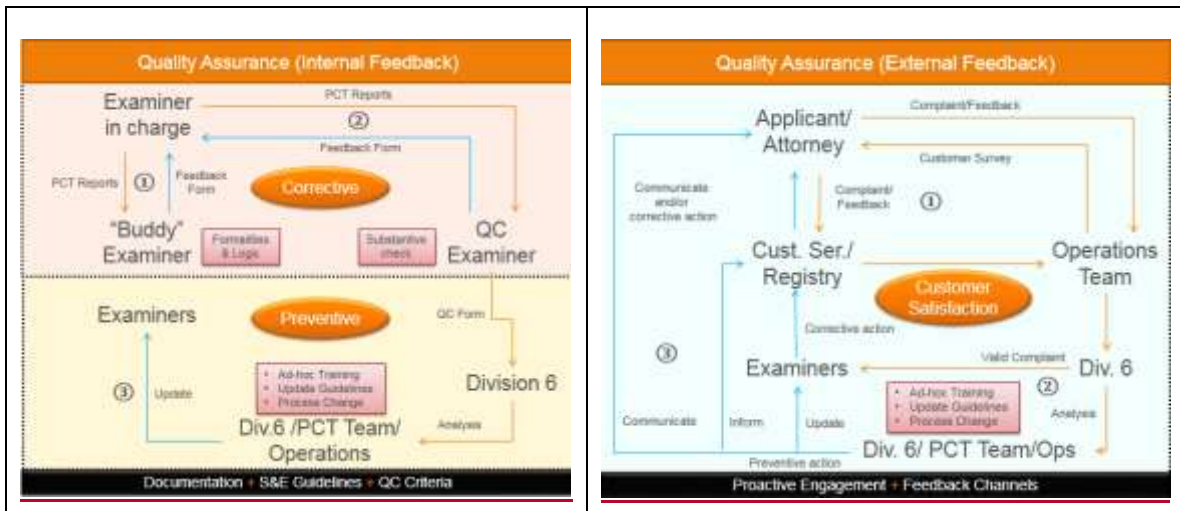 Quality Assurance (Internal Feedback)
Examiner
in charge
PCT Reports
②
Feedback Form
PCT Reports
①
Feedback
Form
Corrective
"Buddy"
Examiner
Formalities
& Logic
Substantive
check
QC
Examiner
Examiners
Preventive
QC Form
③
Update
• Ad-hoc Training
• Update Guidelines
• Process Change
Division 6
Div.6 /PCT Team/
Operations
Analysis
Documentation + S&E Guidelines + QC Criteria
Quality Assurance (External Feedback)
Applicant/
Attorney
Complaint/Feedback
Customer Survey
Communicate
and/or
corrective action
Complaint/
Feedback
①
Cust. Ser./
Registry
Operations
Team
Customer
Satisfaction
Corrective action
③
Valid Complaint
Examiners
Div. 6
②
• Ad-hoc Training
• Update Guidelines
• Process Change
Analysis
Communicate
Inform
Update
Div. 6/ PCT Team/Ops
Preventive action
Proactive Engagement + Feedback Channels